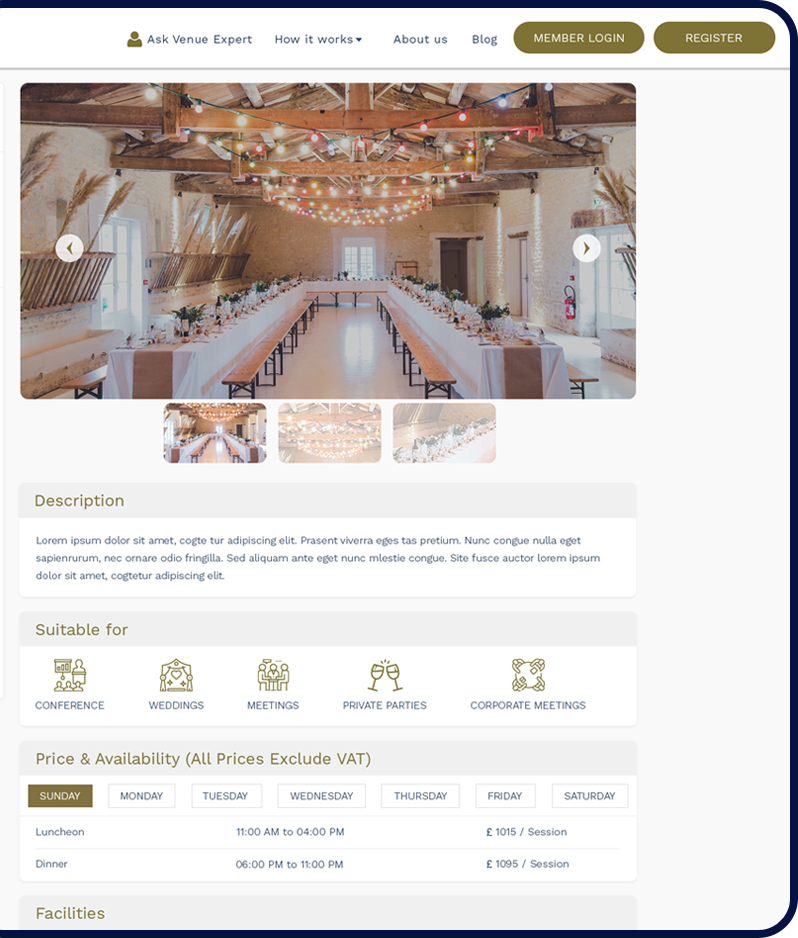 Ask Venue Expert How it works About us Blog MEMBER LOGIN REGISTER
Description
Lorem ipsum dolor sit amet, cogte tur adipiscing elit. Prasent viverra eges tas pretium. Nunc congue nulla eget
sapienrurum, nec ornare odio fringilla. Sed aliquam ante eget nunc mlestie congue. Site fusce auctor lorem ipsum
dolor sit amet, cogtetur adipiscing elit.
Suitable for
CONFERENCE WEDDINGS MEETINGS PRIVATE PARTIES CORPORATE MEETINGS
Price & Availability (All Prices Exclude VAT)
SUNDAY MONDAY TUESDAY WEDNESDAY THURSDAY FRIDAY SATURDAY
Luncheon 11:00 AM to 04:00 PM £ 1015 / Session
Dinner 06:00 PM to 11:00 PM £ 1095 / Session
Facilities